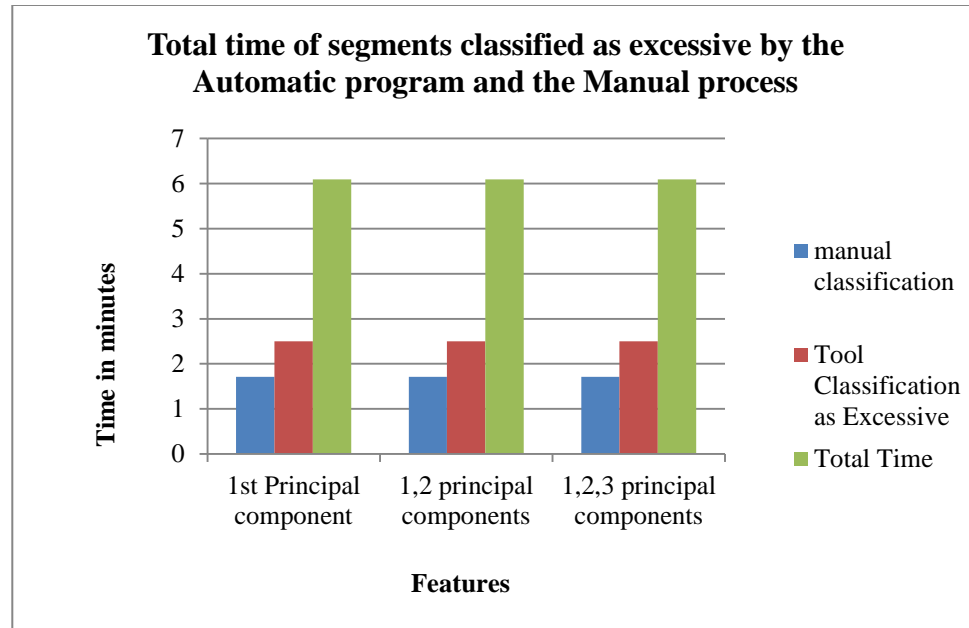 Total time of segments classified as excessive by the
Automatic program and the Manual process
7
6
5
4
3
2
1
0
Time in minutes
1st Principal
component
1,2 principal
components
1,2,3 principal
components
Features
manual
classification
Tool
Classification
as Excessive
Total Time